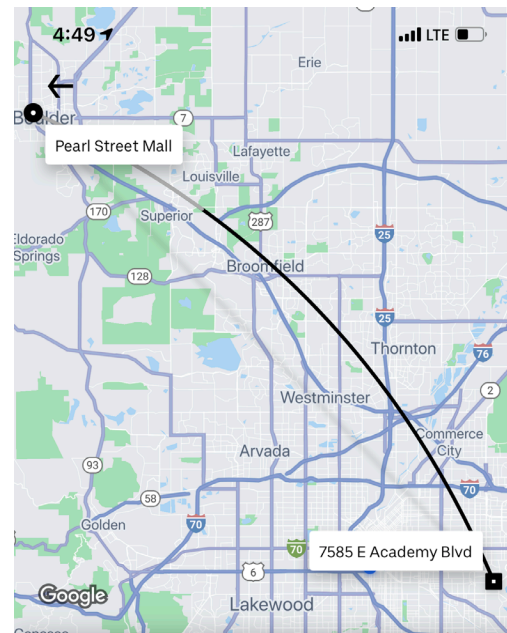 4:49
LTE
Erie
Boulder
7
Pearl Street Mall
Lafayette
Louisville
170
Superior
287
25
Eldorado
Springs
128
Broomfield
25
Thornton
76
2
Westminster
Commerce
City
Arvada
93
70
58
70
Golden
70
7585 E Academy Blvd
6
Google
Lakewood